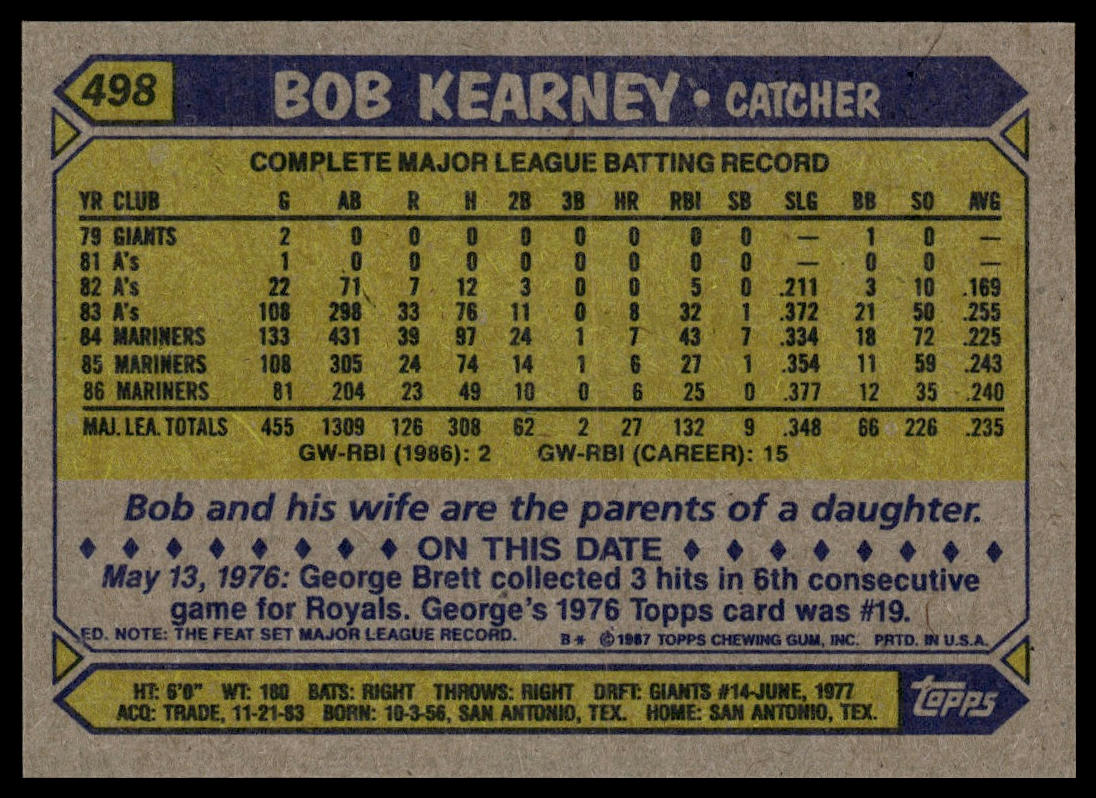 498 BOB KEARNEY • CATCHER
COMPLETE MAJOR LEAGUE BATTING RECORD
YR CLUB G AB R H 2B 3B HR RBI SB SLG BB SO AVG
79 GIANTS 2 0 0 0 0 0 0 0 0 — 1 0 —
81 A's 1 0 0 0 0 0 0 0 0 — 0 0 —
82 A's 22 71 7 12 3 0 0 5 0 .211 3 10 .169
83 A's 108 298 33 76 11 0 8 32 1 .372 21 50 .255
84 MARINERS 133 431 39 97 24 1 7 43 7 .334 18 72 .225
85 MARINERS 108 305 24 74 14 1 6 27 1 .354 11 59 .243
86 MARINERS 81 204 23 49 10 0 6 25 0 .377 12 35 .240
MAJ. LEA. TOTALS 455 1309 126 308 62 2 27 132 9 .348 66 226 .235
GW-RBI (1986): 2 GW-RBI (CAREER): 15
Bob and his wife are the parents of a daughter.
ON THIS DATE
May 13, 1976: George Brett collected 3 hits in 6th consecutive
game for Royals. George's 1976 Topps card was #19.
ED. NOTE: THE FEAT SET MAJOR LEAGUE RECORD. B* © 1987 TOPPS CHEWING GUM, INC. PRTD. IN U.S.A.
HT: 6'0" WT: 180 BATS: RIGHT THROWS: RIGHT DRFT: GIANTS #14-JUNE, 1977
ACQ: TRADE, 11-21-83 BORN: 10-3-56, SAN ANTONIO, TEX. HOME: SAN ANTONIO, TEX.
TOPPS